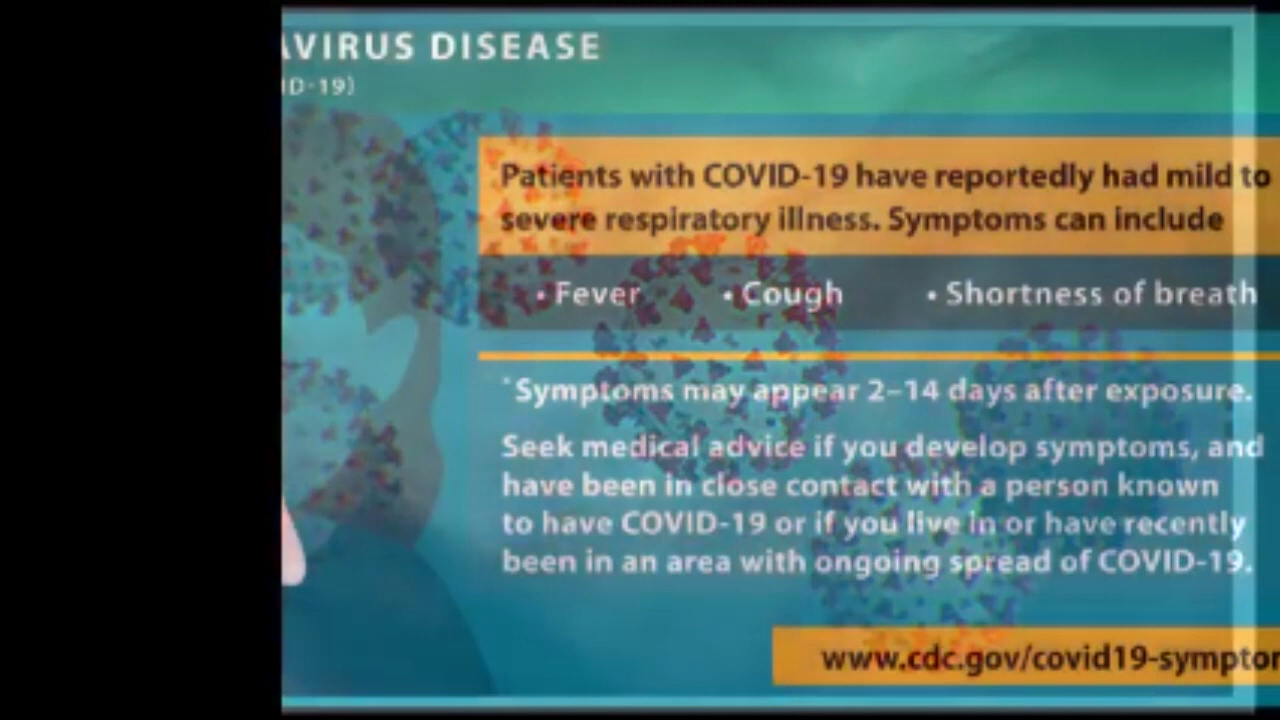 AVIRUS DISEASE
ID-19)
Patients with COVID-19 have reportedly had mild to
severe respiratory illness. Symptoms can include
• Fever • Cough • Shortness of breath
*Symptoms may appear 2–14 days after exposure.
Seek medical advice if you develop symptoms, and
have been in close contact with a person known
to have COVID-19 or if you live in or have recently
been in an area with ongoing spread of COVID-19.
www.cdc.gov/covid19-symptor